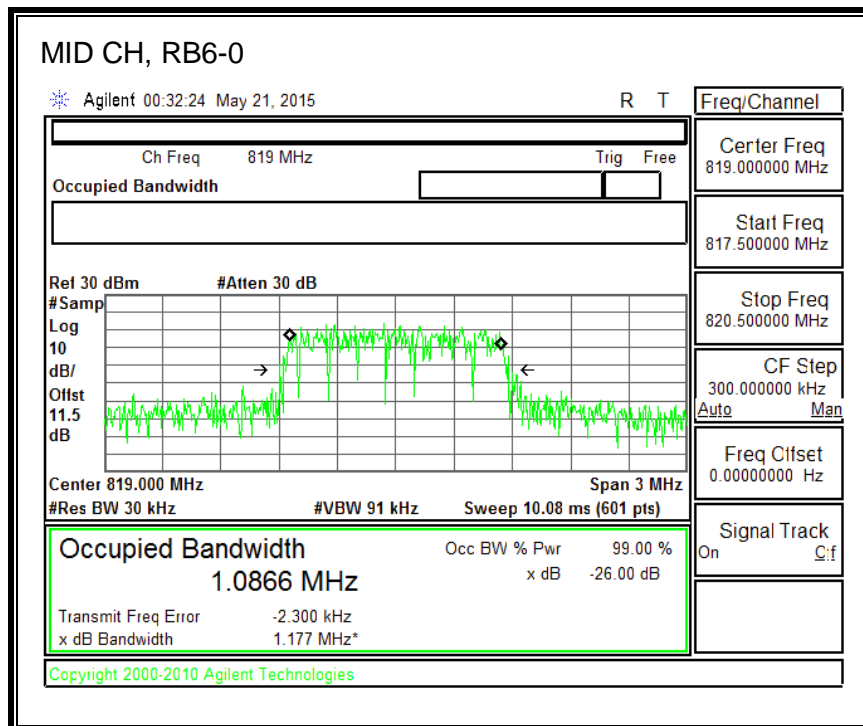 MID CH, RB6-0
Agilent 00:32:24 May 21, 2015 R T
Freq/Channel
Ch Freq 819 MHz Trig Free
Occupied Bandwidth
Center Freq
819.000000 MHz
Start Freq
817.500000 MHz
Stop Freq
820.500000 MHz
CF Step
300.000000 kHz
Auto Man
Freq Offset
0.00000000 Hz
Signal Track
On Off
Ref 30 dBm #Atten 30 dB
#Samp
Log
10
dB/
Offst
11.5
dB
Center 819.000 MHz Span 3 MHz
#Res BW 30 kHz #VBW 91 kHz Sweep 10.08 ms (601 pts)
Occupied Bandwidth
1.0866 MHz
Occ BW % Pwr 99.00 %
x dB -26.00 dB
Transmit Freq Error -2.300 kHz
x dB Bandwidth 1.177 MHz*
Copyright 2000-2010 Agilent Technologies